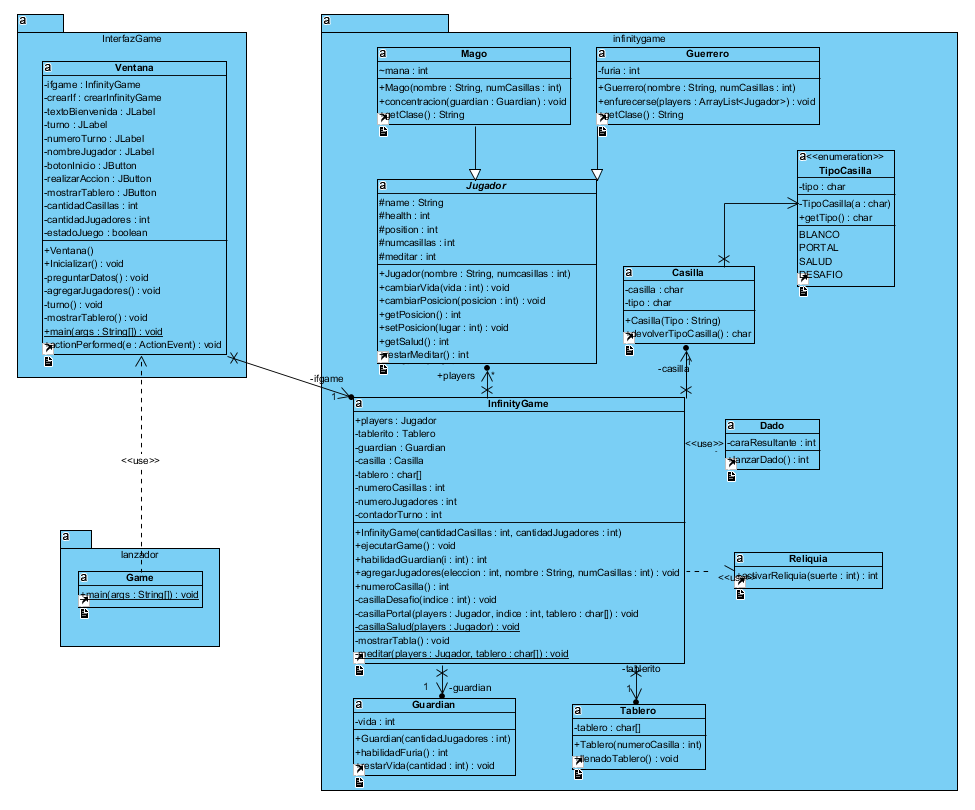 a
InterfazGame
a Ventana
-ifgame : InfinityGame
-crearIf : crearInfinityGame
-textoBienvenida : JLabel
-turno : JLabel
-numeroTurno : JLabel
-nombreJugador : JLabel
-botonInicio : JButton
-realizarAccion : JButton
-mostrarTablero : JButton
-cantidadCasillas : int
-cantidadJugadores : int
-estadoJuego : boolean
+Ventana()
+Inicializar() : void
-preguntarDatos() : void
-agregarJugadores() : void
-turno() : void
-mostrarTablero() : void
+main(args : String[]) : void
actionPerformed(e : ActionEvent) : void
<<use>>
a
lanzador
a Game
+main(args : String[]) : void
a
infinitygame
a Mago
~mana : int
+Mago(nombre : String, numCasillas : int)
+concentracion(guardian : Guardian) : void
getClase() : String
a Guerrero
-furia : int
+Guerrero(nombre : String, numCasillas : int)
+enfurecerse(players : ArrayList<Jugador>) : void
getClase() : String
a Jugador
#name : String
#health : int
#position : int
#numcasillas : int
#meditar : int
+Jugador(nombre : String, numcasillas : int)
+cambiarVida(vida : int) : void
+cambiarPosicion(posicion : int) : void
+getPosicion() : int
+setPosicion(lugar : int) : void
+getSalud() : int
restarMeditar() : int
a <<enumeration>>
TipoCasilla
-tipo : char
-TipoCasilla(a : char)
+getTipo() : char
BLANCO
PORTAL
SALUD
DESAFIO
a Casilla
-casilla : char
-tipo : char
+Casilla(Tipo : String)
devolverTipoCasilla() : char
+players
*
-casilla
-ifgame
1
a InfinityGame
+players : Jugador
-tablerito : Tablero
-guardian : Guardian
-casilla : Casilla
-tablero : char[]
-numeroCasillas : int
-numeroJugadores : int
-contadorTurno : int
+InfinityGame(cantidadCasillas : int, cantidadJugadores : int)
+ejecutarGame() : void
+habilidadGuardian(i : int) : int
+agregarJugadores(eleccion : int, nombre : String, numCasillas : int) : void
+numeroCasilla() : int
-casillaDesafio(indice : int) : void
-casillaPortal(players : Jugador, indice : int, tablero : char[]) : void
-casillaSalud(players : Jugador) : void
-mostrarTabla() : void
meditar(players : Jugador, tablero : char[]) : void
<<use>>
a Dado
-caraResultante : int
lanzarDado() : int
a Reliquia
activarReliquia(suerte : int) : int
1
-guardian
-tablerito
1
a Guardian
-vida : int
+Guardian(cantidadJugadores : int)
+habilidadFuria() : int
restarVida(cantidad : int) : void
a Tablero
-tablero : char[]
+Tablero(numeroCasilla : int)
llenadoTablero() : void